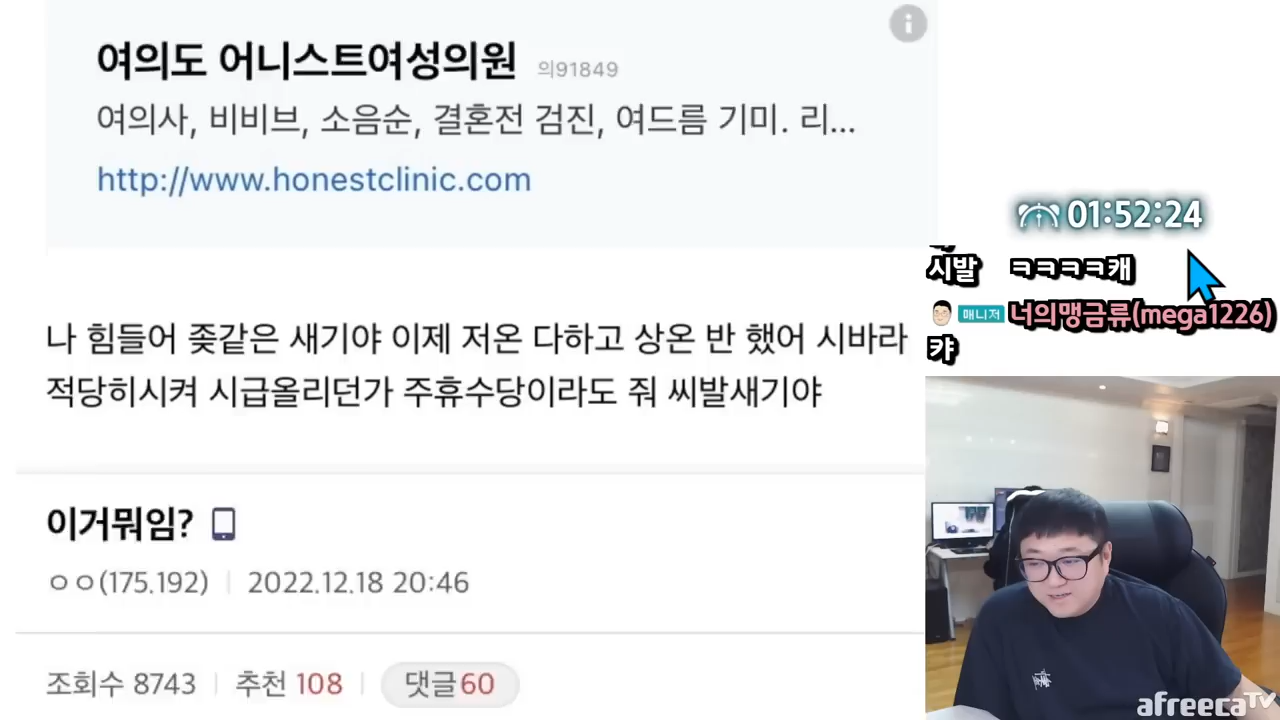 여의도 어니스트여성의원 의91849
여의사, 비비브, 소음순, 결혼전 검진, 여드름 기미. 리...
http://www.honestclinic.com
나 힘들어 좆같은 새기야 이제 저온 다하고 상온 반 했어 시바라
적당히시켜 시급올리던가 주휴수당이라도 줘 씨발새기야
이거뭐임?
ㅇㅇ(175.192) 2022.12.18 20:46
조회수 8743 추천 108 댓글60
01:52:24
시발 ㅋㅋㅋㅋ캐
매니저 너의맹금류(mega1226)
캬
afreecaTV